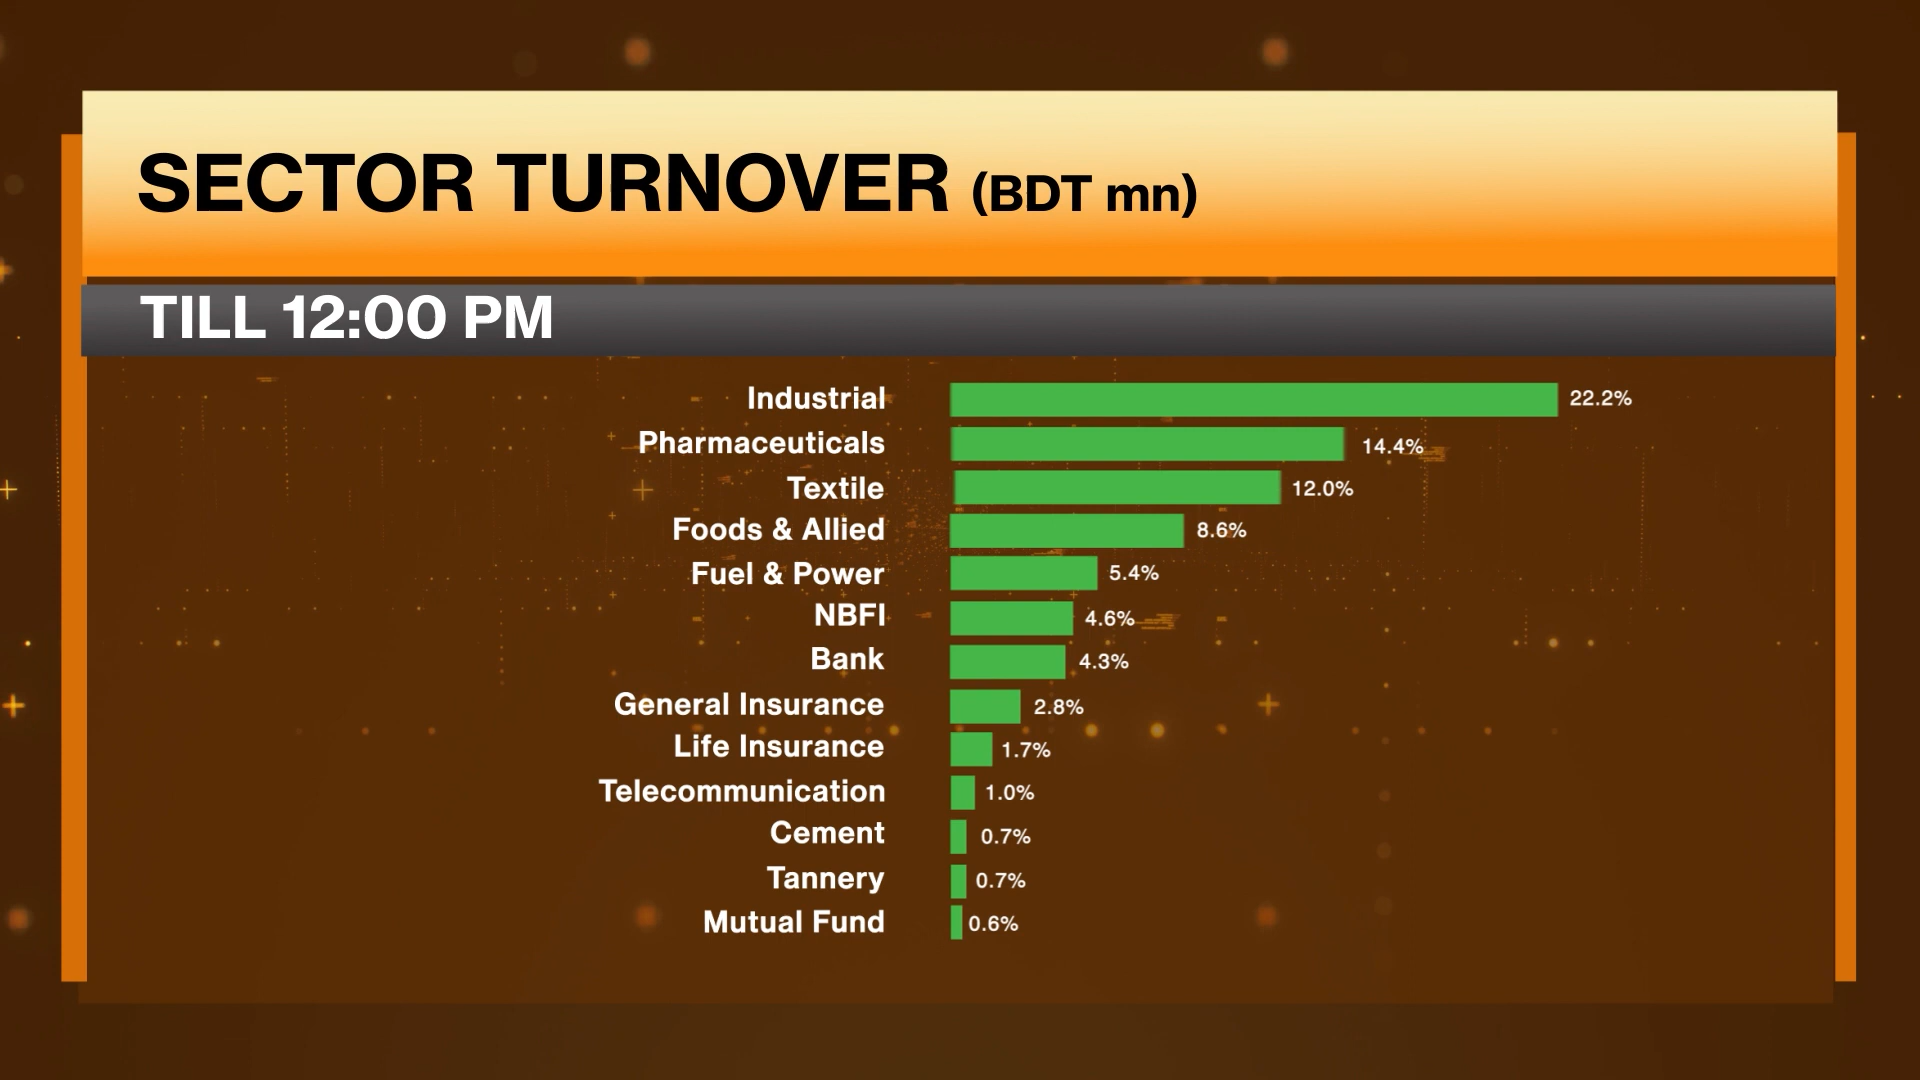 SECTOR TURNOVER (BDT mn)
TILL 12:00 PM
Industrial 22.2%
Pharmaceuticals 14.4%
Textile 12.0%
Foods & Allied 8.6%
Fuel & Power 5.4%
NBFI 4.6%
Bank 4.3%
General Insurance 2.8%
Life Insurance 1.7%
Telecommunication 1.0%
Cement 0.7%
Tannery 0.7%
Mutual Fund 0.6%